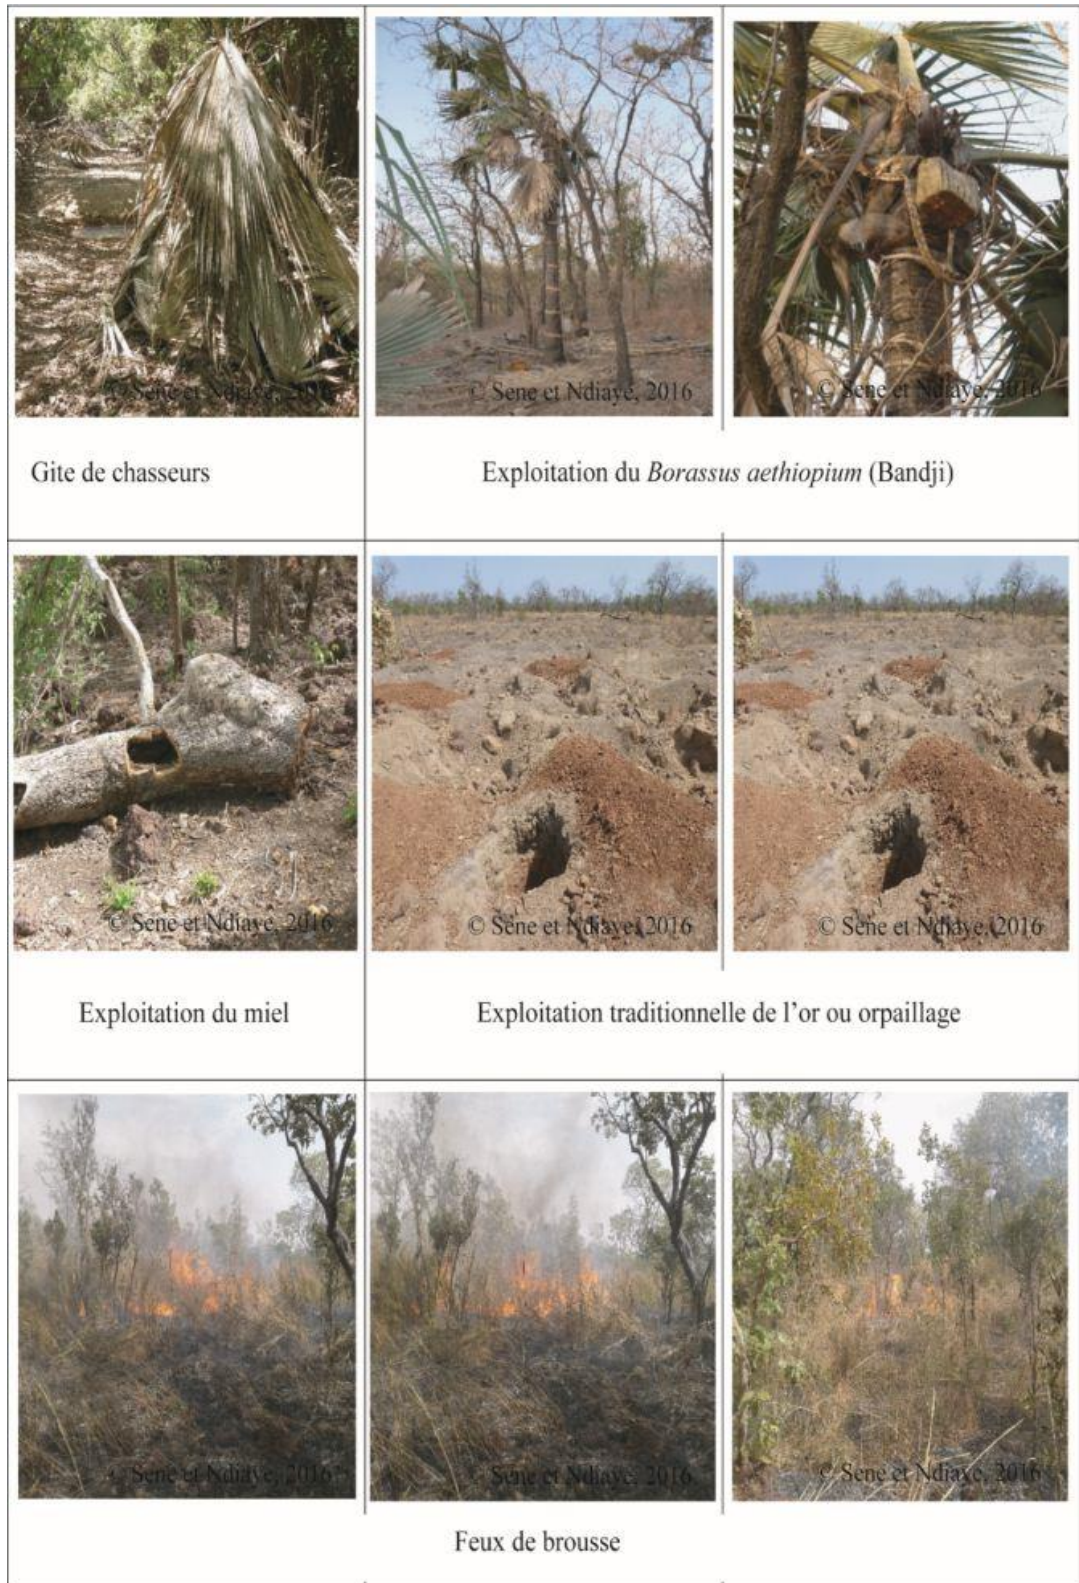 © Sene et Ndiaye, 2016
© Sene et Ndiaye, 2016
© Sene et Ndiaye, 2016
Gite de chasseurs
Exploitation du Borassus aethiopium (Bandji)
© Sene et Ndiaye, 2016
© Sene et Ndiaye, 2016
© Sene et Ndiaye, 2016
Exploitation du miel
Exploitation traditionnelle de l'or ou orpaillage
© Sene et Ndiaye, 2016
© Sene et Ndiaye, 2016
© Sene et Ndiaye, 2016
Feux de brousse